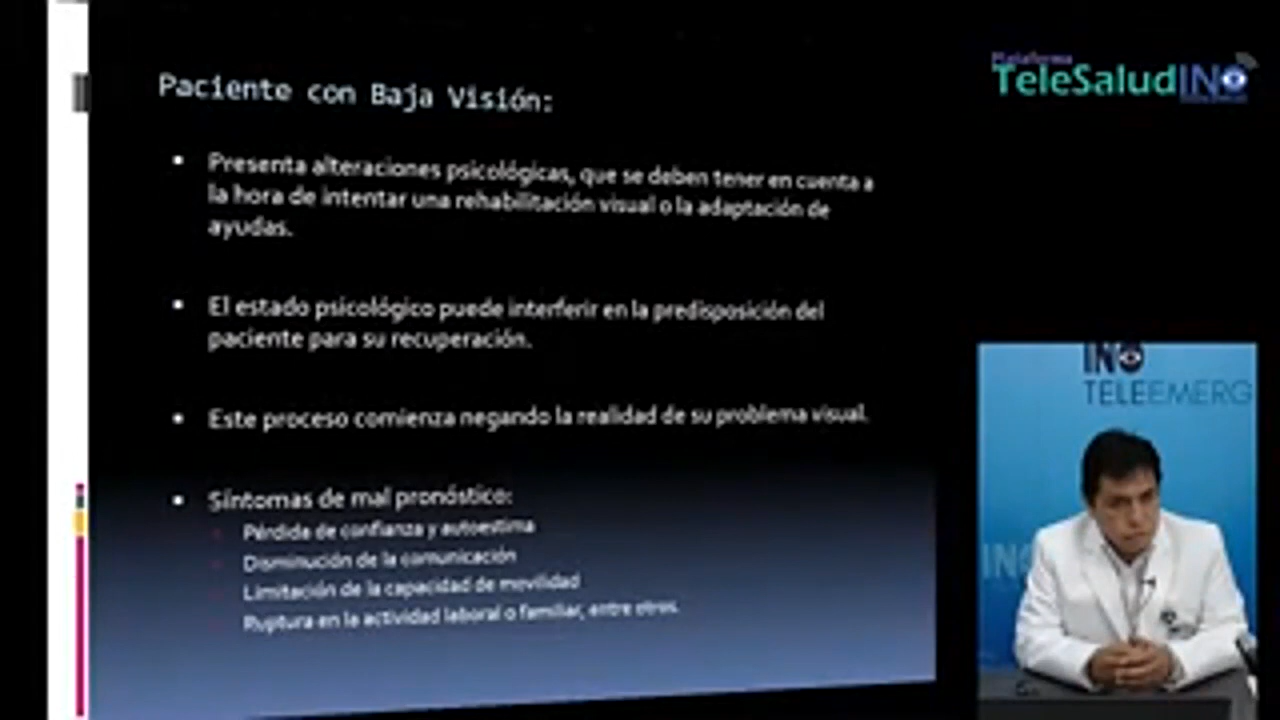 Paciente con Baja Visión:
Plataforma
TeleSalud INO
• Presenta alteraciones psicológicas, que se deben tener en cuenta a
la hora de intentar una rehabilitación visual o la adaptación de
ayudas.
• El estado psicológico puede interferir en la predisposición del
paciente para su recuperación.
• Este proceso comienza negando la realidad de su problema visual.
• Síntomas de mal pronóstico:
Pérdida de confianza y autoestima
Disminución de la comunicación
Limitación de la capacidad de movilidad
Ruptura en la actividad laboral o familiar, entre otros.
INO
TELEEMERG
INO